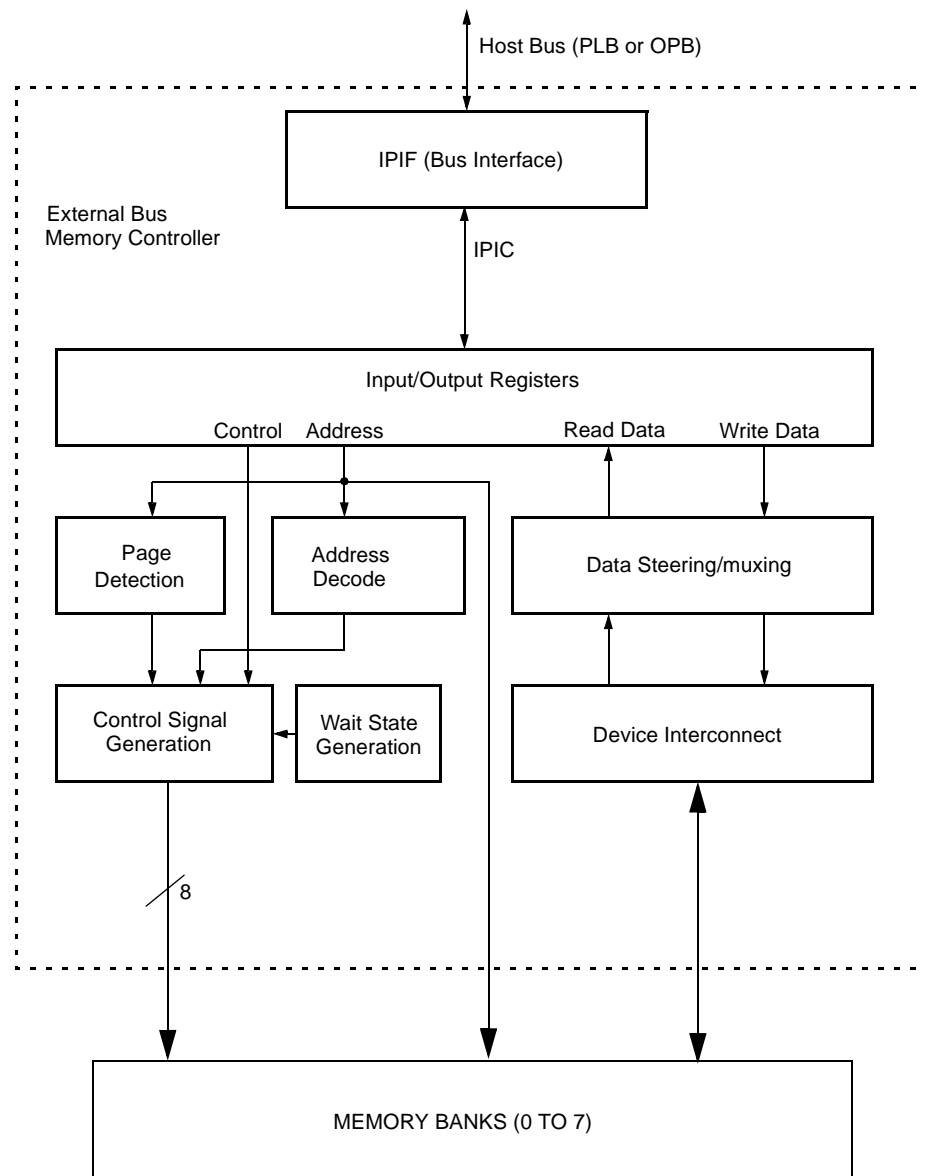 Host Bus (PLB or OPB)
IPIF (Bus Interface)
External Bus
Memory Controller
IPIC
Input/Output Registers
Control Address Read Data Write Data
Page
Detection
Address
Decode
Data Steering/muxing
Control Signal
Generation
Wait State
Generation
Device Interconnect
8
MEMORY BANKS (0 TO 7)